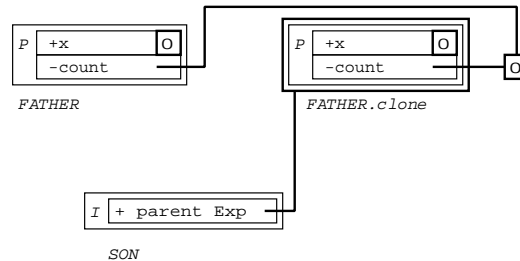 P +x O
-count
FATHER
P +x O
-count
O
FATHER.clone
I + parent Exp
SON